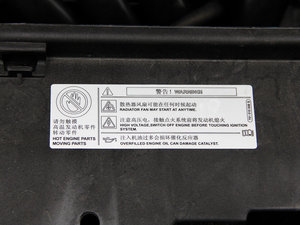 警告! WARNING!
散热器风扇可能在任何时候起动
RADIATOR FAN MAY START AT ANYTIME.
注意高压电，接触点火系统前将发动机熄火
HIGH VOLTAGE,SWITCH OFF ENGINE BEFORE TOUCHING IGNITION
SYSTEM.
注入机油过多会损坏催化反应器
OVERFILLED ENGINE OIL CAN DAMAGE CATALYST.
请勿触摸
高温发动机零件
转动零件
HOT ENGINE PARTS
MOVING PARTS